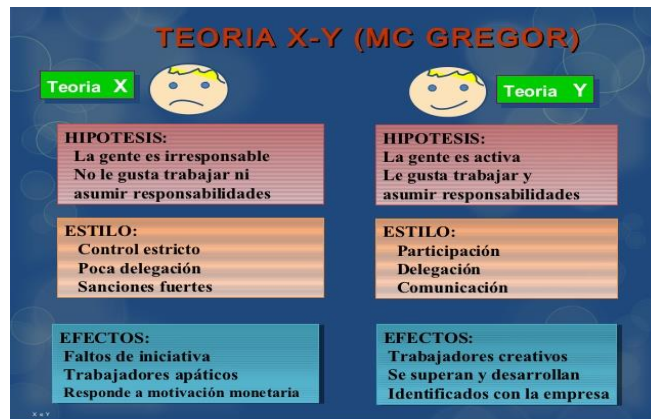 TEORIA X-Y (MC GREGOR)
Teoria X
Teoria Y
HIPOTESIS:
La gente es irresponsable
No le gusta trabajar ni
asumir responsabilidades
HIPOTESIS:
La gente es activa
Le gusta trabajar y
asumir responsabilidades
ESTILO:
Control estricto
Poca delegación
Sanciones fuertes
ESTILO:
Participación
Delegación
Comunicación
EFECTOS:
Faltos de iniciativa
Trabajadores apáticos
Responde a motivación monetaria
EFECTOS:
Trabajadores creativos
Se superan y desarrollan
Identificados con la empresa